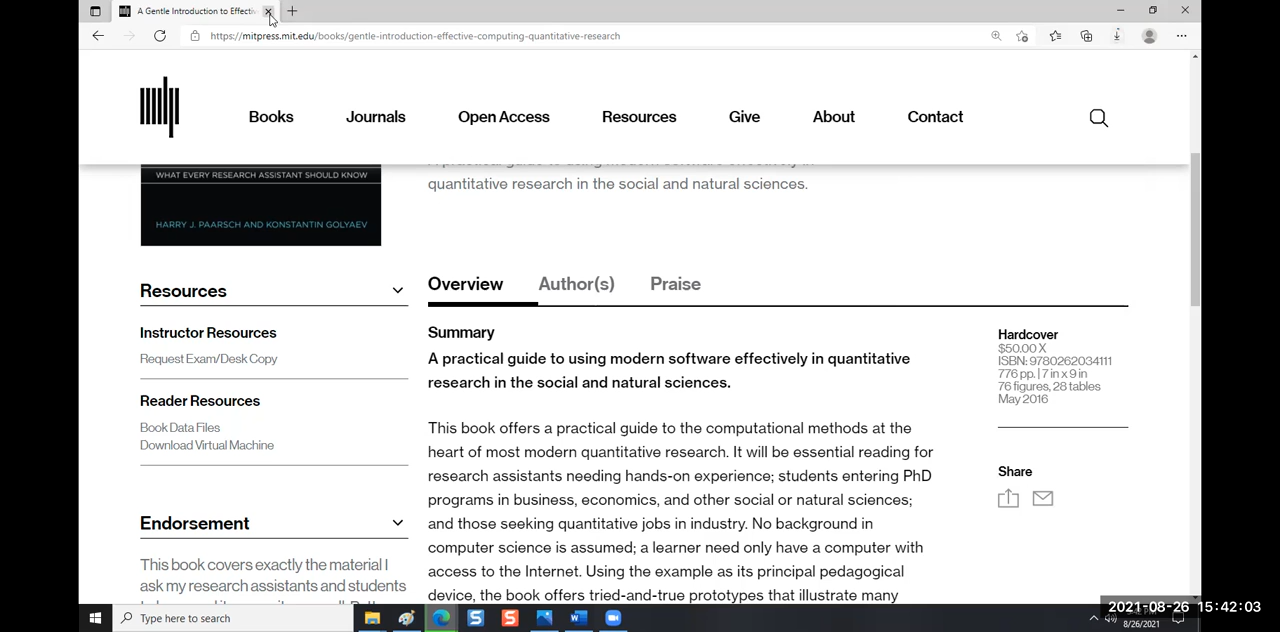 A Gentle Introduction to Effectiv
https://mitpress.mit.edu/books/gentle-introduction-effective-computing-quantitative-research
Books Journals Open Access Resources Give About Contact
WHAT EVERY RESEARCH ASSISTANT SHOULD KNOW
HARRY J. PAARSCH AND KONSTANTIN GOLYAEV
A practical guide to using modern software effectively in
quantitative research in the social and natural sciences.
Resources
Instructor Resources
Request Exam/Desk Copy
Reader Resources
Book Data Files
Download Virtual Machine
Endorsement
This book covers exactly the material I
ask my research assistants and students
Overview Author(s) Praise
Summary
A practical guide to using modern software effectively in quantitative
research in the social and natural sciences.
This book offers a practical guide to the computational methods at the
heart of most modern quantitative research. It will be essential reading for
research assistants needing hands-on experience; students entering PhD
programs in business, economics, and other social or natural sciences;
and those seeking quantitative jobs in industry. No background in
computer science is assumed; a learner need only have a computer with
access to the Internet. Using the example as its principal pedagogical
device, the book offers tried-and-true prototypes that illustrate many
Hardcover
$50.00 X
ISBN: 9780262034111
776 pp. | 7 in x 9 in
76 figures, 28 tables
May 2016
Share
Type here to search
2021-08-26 15:42:03
8/26/2021